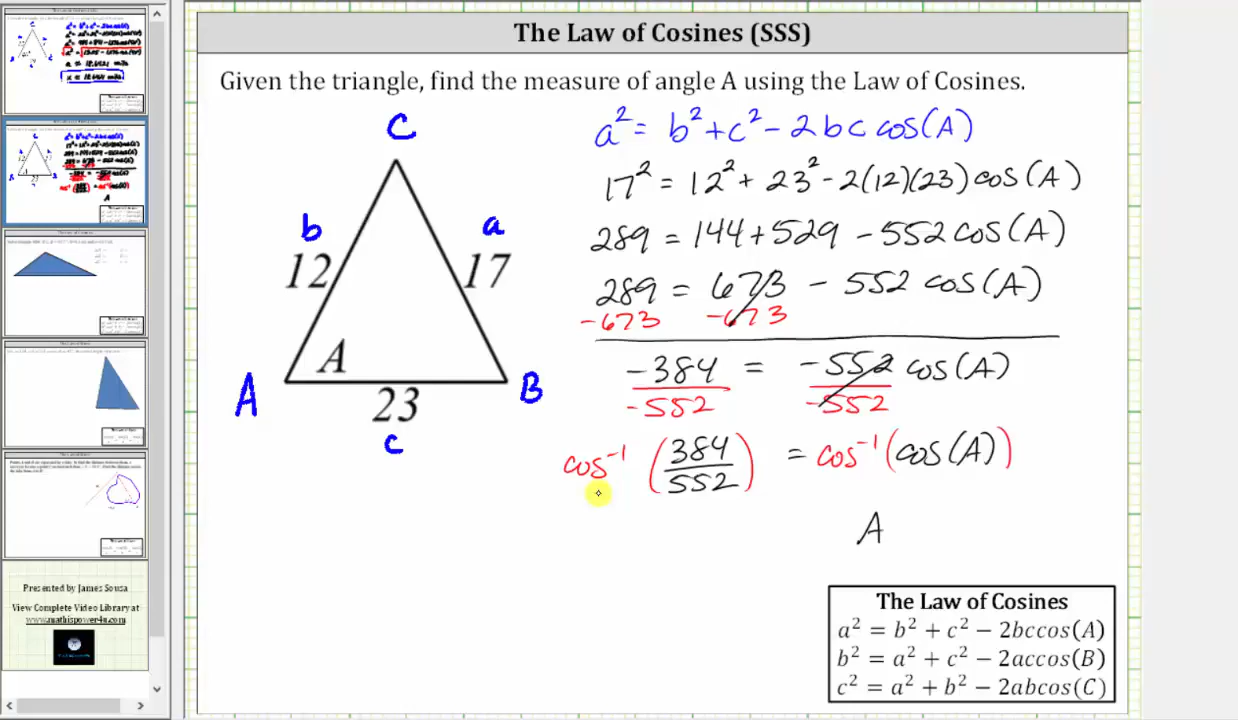 The Law of Cosines (SSS)
Given the triangle, find the measure of angle A using the Law of Cosines.
C
b
a
12
17
A
A
B
23
c
a² = b² + c² - 2bc cos(A)
17² = 12² + 23² - 2(12)(23) cos(A)
289 = 144 + 529 - 552 cos(A)
289 = 673 - 552 cos(A)
-673 -673
-384 = -552 cos(A)
-552 -552
cos⁻¹ (384/552) = cos⁻¹ (cos(A))
A
The Law of Cosines
a² = b² + c² − 2bccos(A)
b² = a² + c² − 2accos(B)
c² = a² + b² − 2abcos(C)
Presented by James Sousa
View Complete Video Library at
www.mathispower4u.com